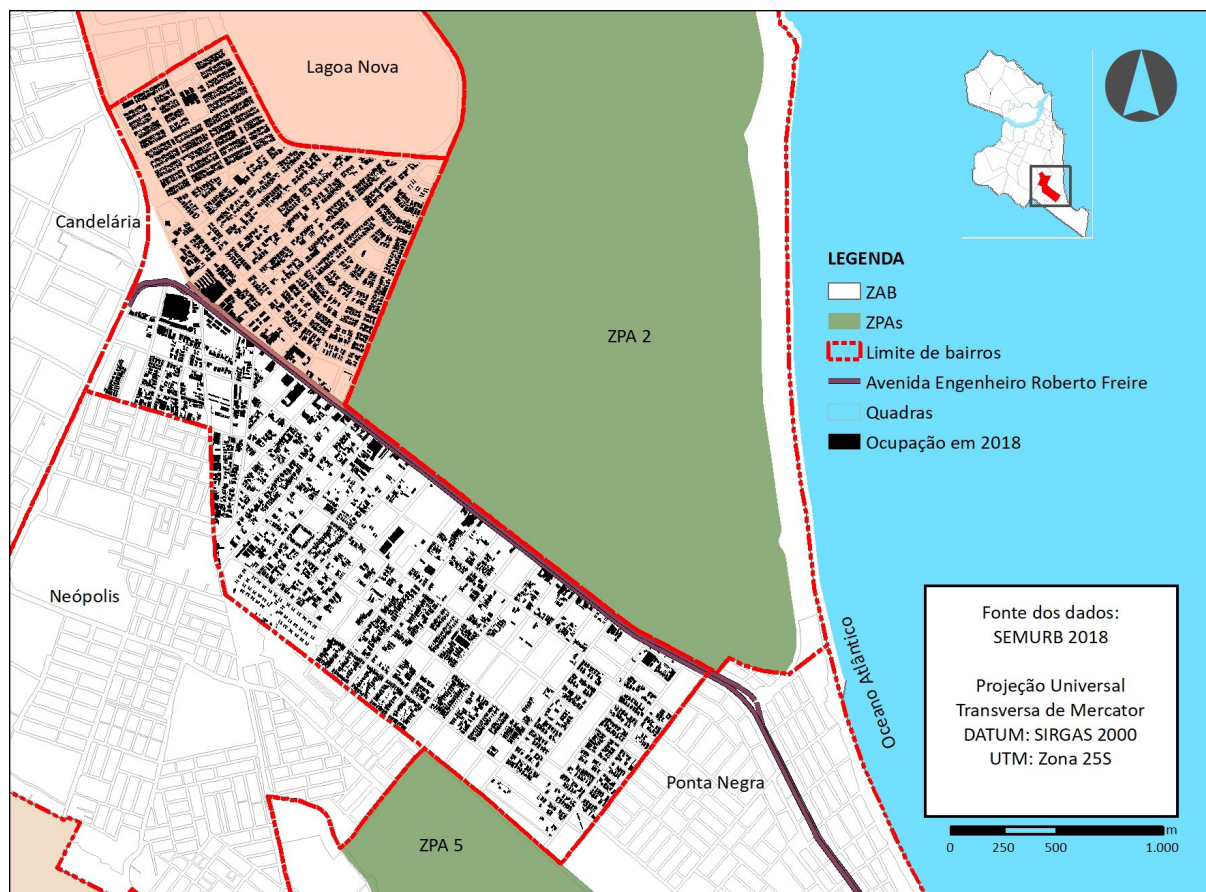 Lagoa Nova
Candelária
ZPA 2
Neópolis
Ponta Negra
ZPA 5
Oceano Atlântico
LEGENDA
ZAB
ZPAs
Limite de bairros
Avenida Engenheiro Roberto Freire
Quadras
Ocupação em 2018
Fonte dos dados:
SEMURB 2018
Projeção Universal
Transversa de Mercator
DATUM: SIRGAS 2000
UTM: Zona 25S
m
0 250 500 1.000